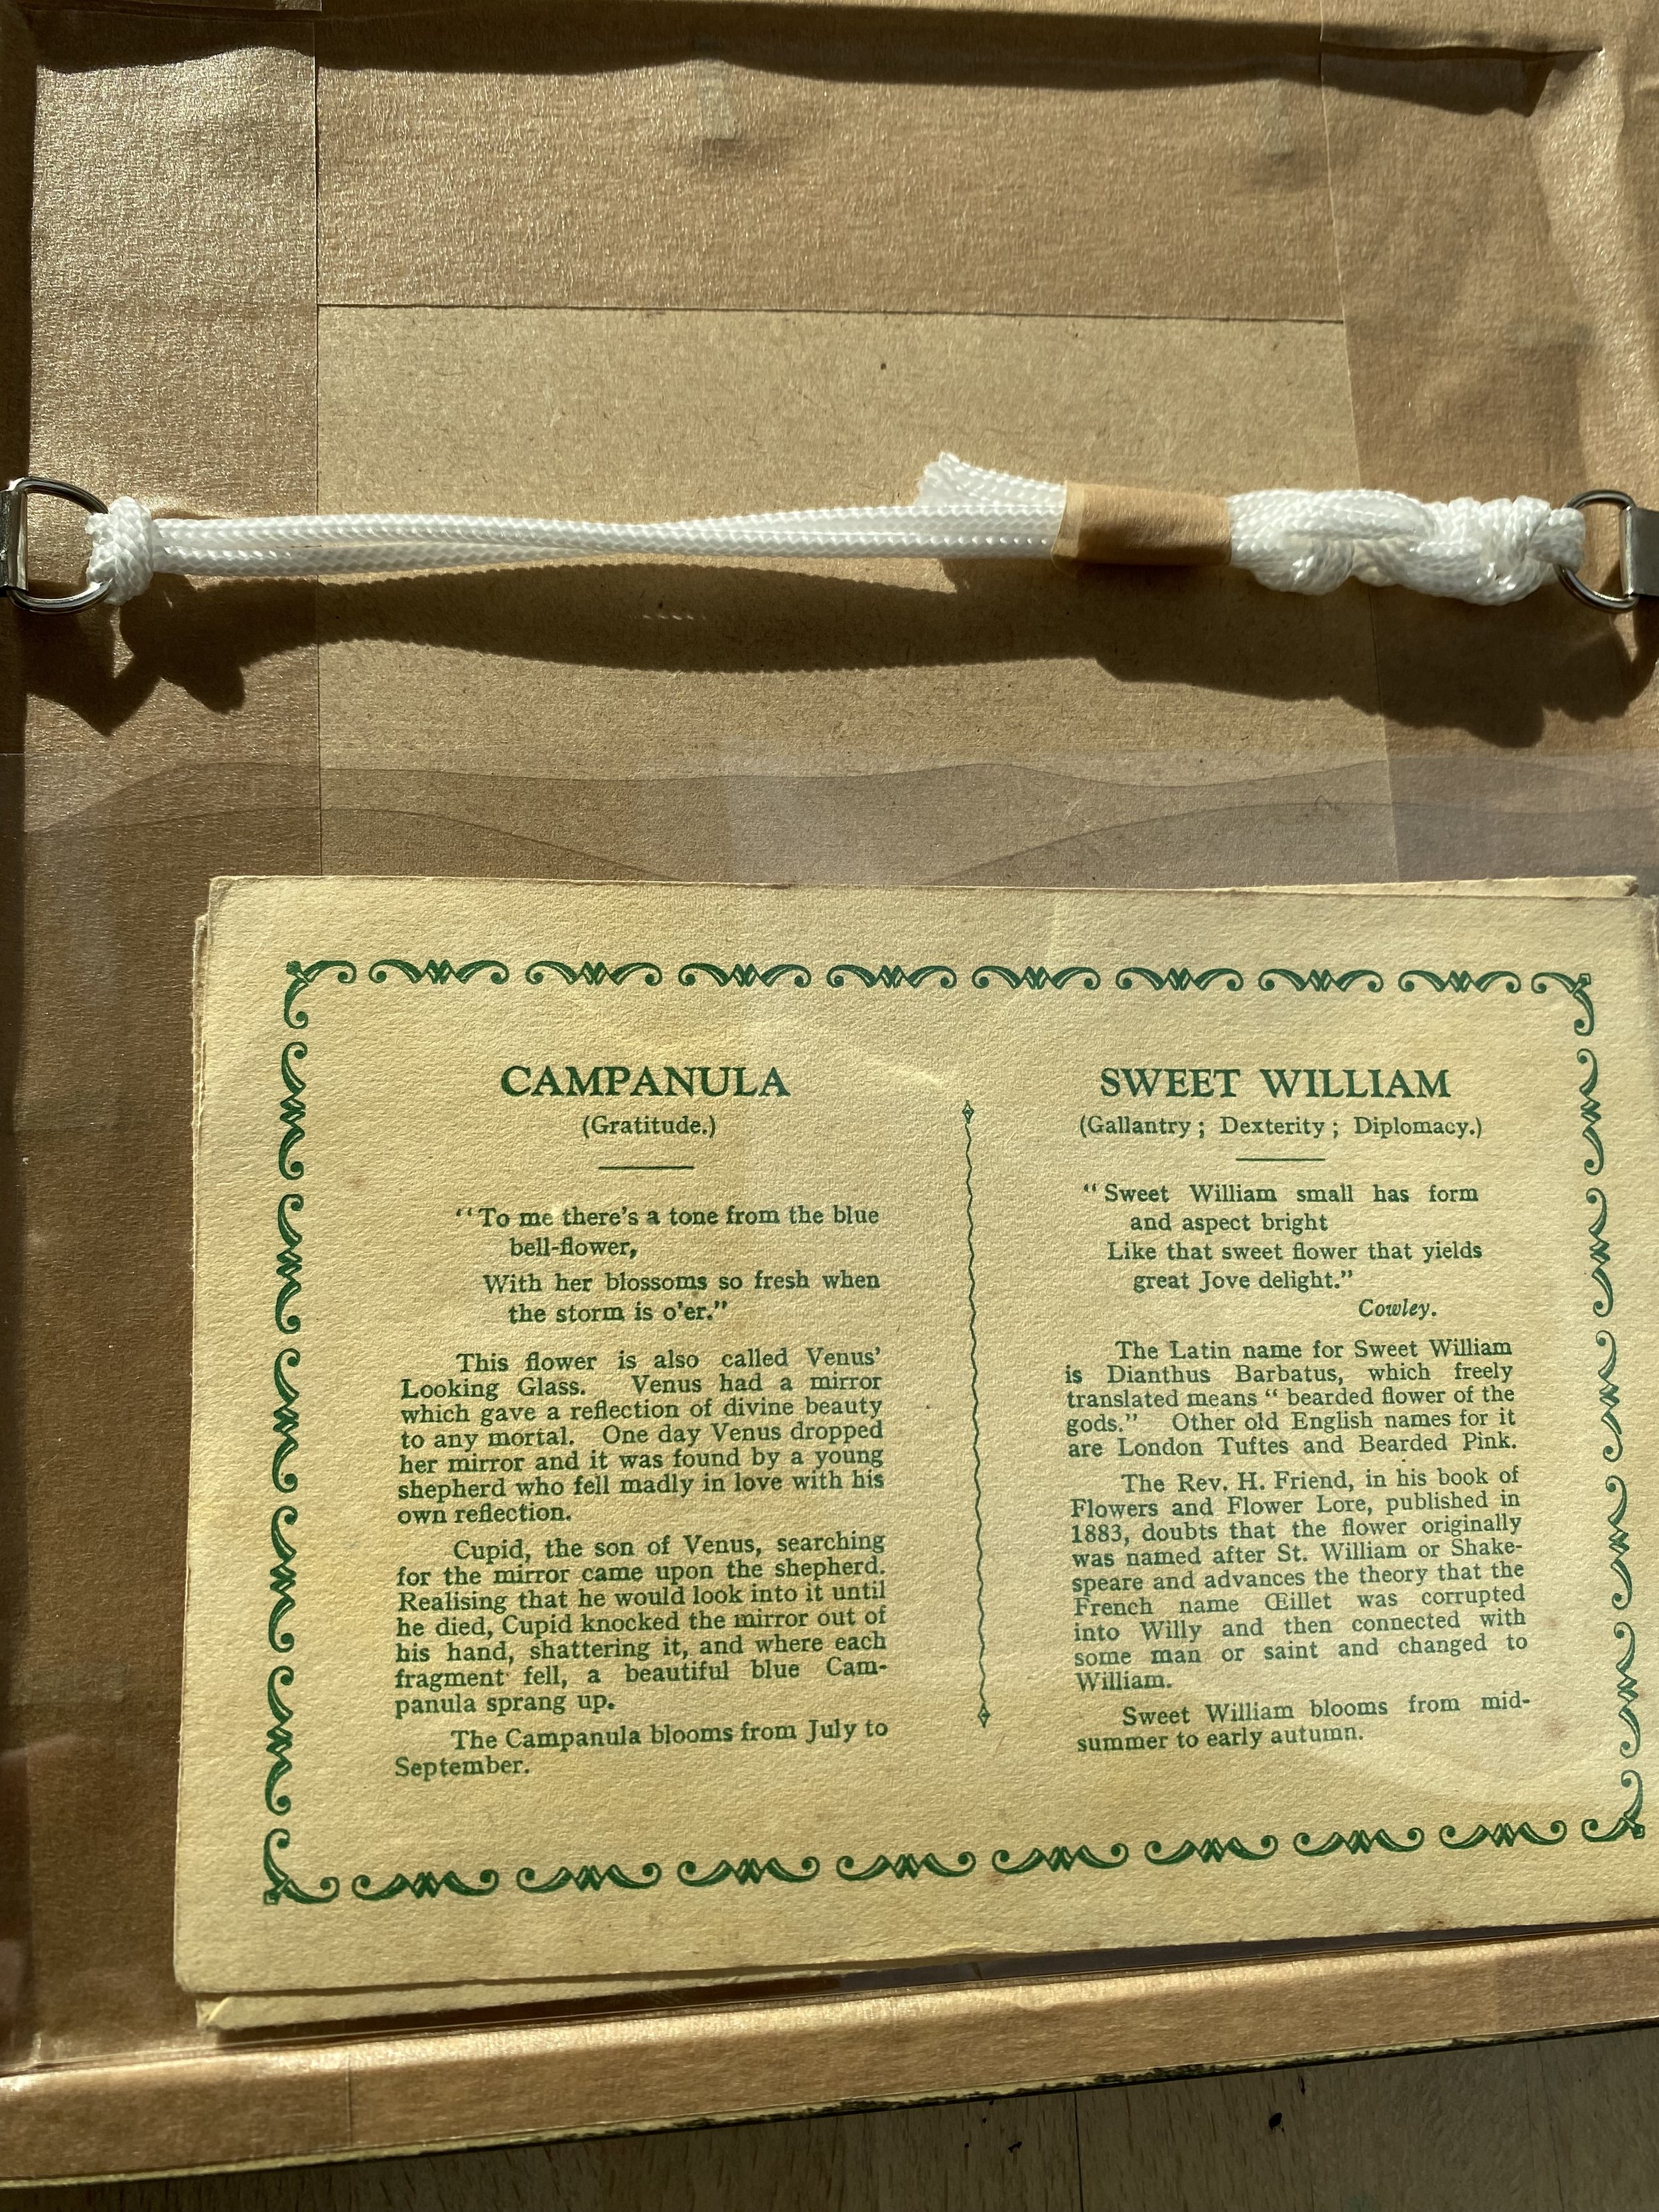 CAMPANULA
(Gratitude.)
“To me there's a tone from the blue
bell-flower,
With her blossoms so fresh when
the storm is o'er.”
This flower is also called Venus'
Looking Glass. Venus had a mirror
which gave a reflection of divine beauty
to any mortal. One day Venus dropped
her mirror and it was found by a young
shepherd who fell madly in love with his
own reflection.
Cupid, the son of Venus, searching
for the mirror came upon the shepherd.
Realising that he would look into it until
he died, Cupid knocked the mirror out of
his hand, shattering it, and where each
fragment fell, a beautiful blue Cam-
panula sprang up.
The Campanula blooms from July to
September.
SWEET WILLIAM
(Gallantry ; Dexterity ; Diplomacy.)
“Sweet William small has form
and aspect bright
Like that sweet flower that yields
great Jove delight.”
Cowley.
The Latin name for Sweet William
is Dianthus Barbatus, which freely
translated means “ bearded flower of the
gods.” Other old English names for it
are London Tuftes and Bearded Pink.
The Rev. H. Friend, in his book of
Flowers and Flower Lore, published in
1883, doubts that the flower originally
was named after St. William or Shake-
speare and advances the theory that the
French name Œillet was corrupted
into Willy and then connected with
some man or saint and changed to
William.
Sweet William blooms from mid-
summer to early autumn.